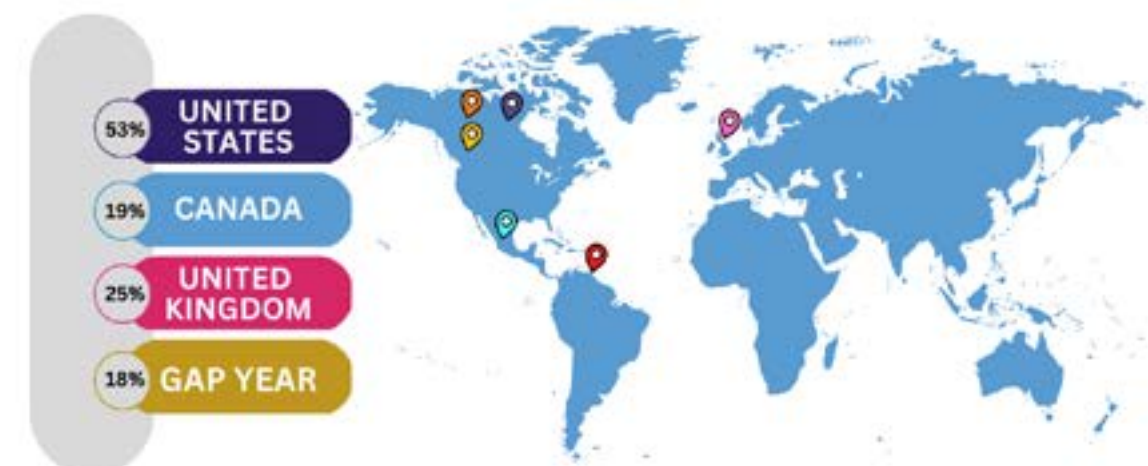 53%
UNITED
STATES
19%
CANADA
25%
UNITED
KINGDOM
18%
GAP YEAR